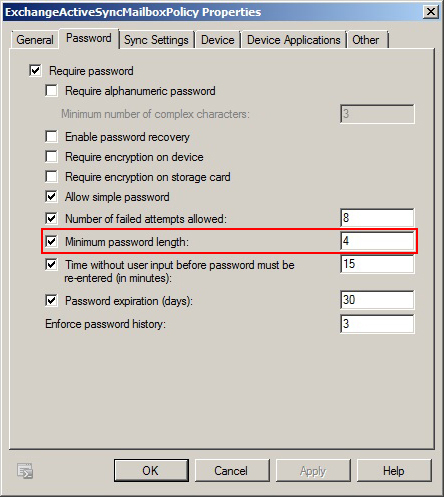 ExchangeActiveSyncMailboxPolicy Properties
General Password Sync Settings Device Device Applications Other
Require password
Require alphanumeric password
Minimum number of complex characters: 3
Enable password recovery
Require encryption on device
Require encryption on storage card
Allow simple password
Number of failed attempts allowed: 8
Minimum password length: 4
Time without user input before password must be 15
re-entered (in minutes):
Password expiration (days): 30
Enforce password history: 3
OK Cancel Apply Help